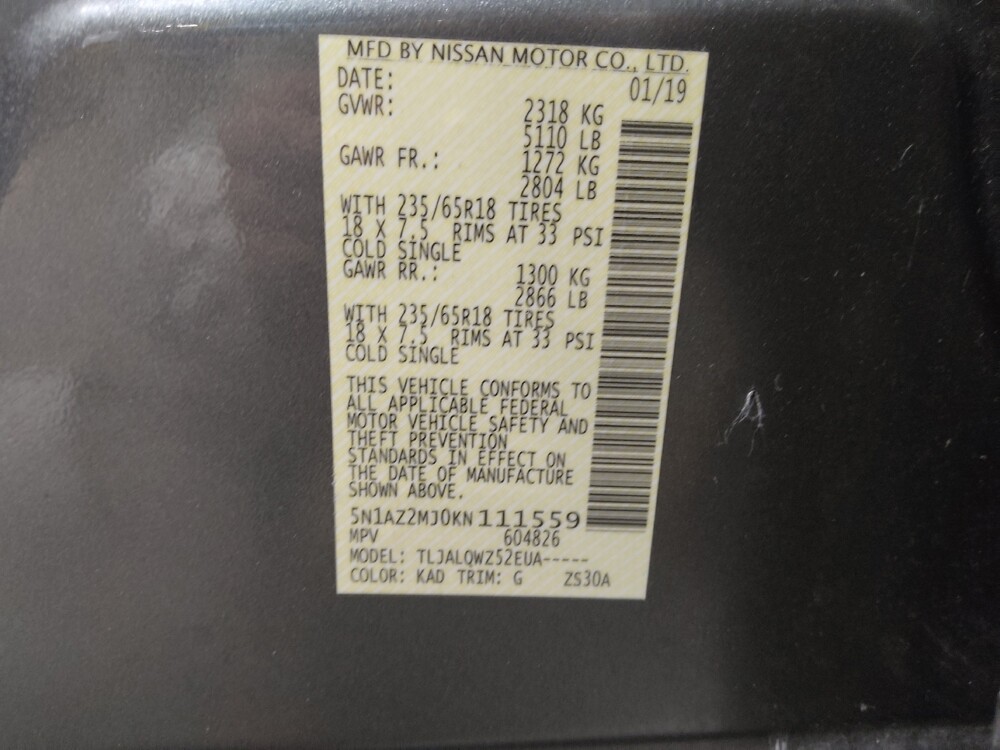 MFD BY NISSAN MOTOR CO., LTD.
DATE: 01/19
GVWR: 2318 KG
5110 LB
GAWR FR.: 1272 KG
2804 LB
WITH 235/65R18 TIRES
18 X 7.5 RIMS AT 33 PSI
COLD SINGLE
GAWR RR.: 1300 KG
2866 LB
WITH 235/65R18 TIRES
18 X 7.5 RIMS AT 33 PSI
COLD SINGLE
THIS VEHICLE CONFORMS TO
ALL APPLICABLE FEDERAL
MOTOR VEHICLE SAFETY AND
THEFT PREVENTION
STANDARDS IN EFFECT ON
THE DATE OF MANUFACTURE
SHOWN ABOVE.
5N1AZ2MJ0KN111559
MPV 604826
MODEL: TLJALQWZ52EUA-----
COLOR: KAD TRIM: G ZS30A